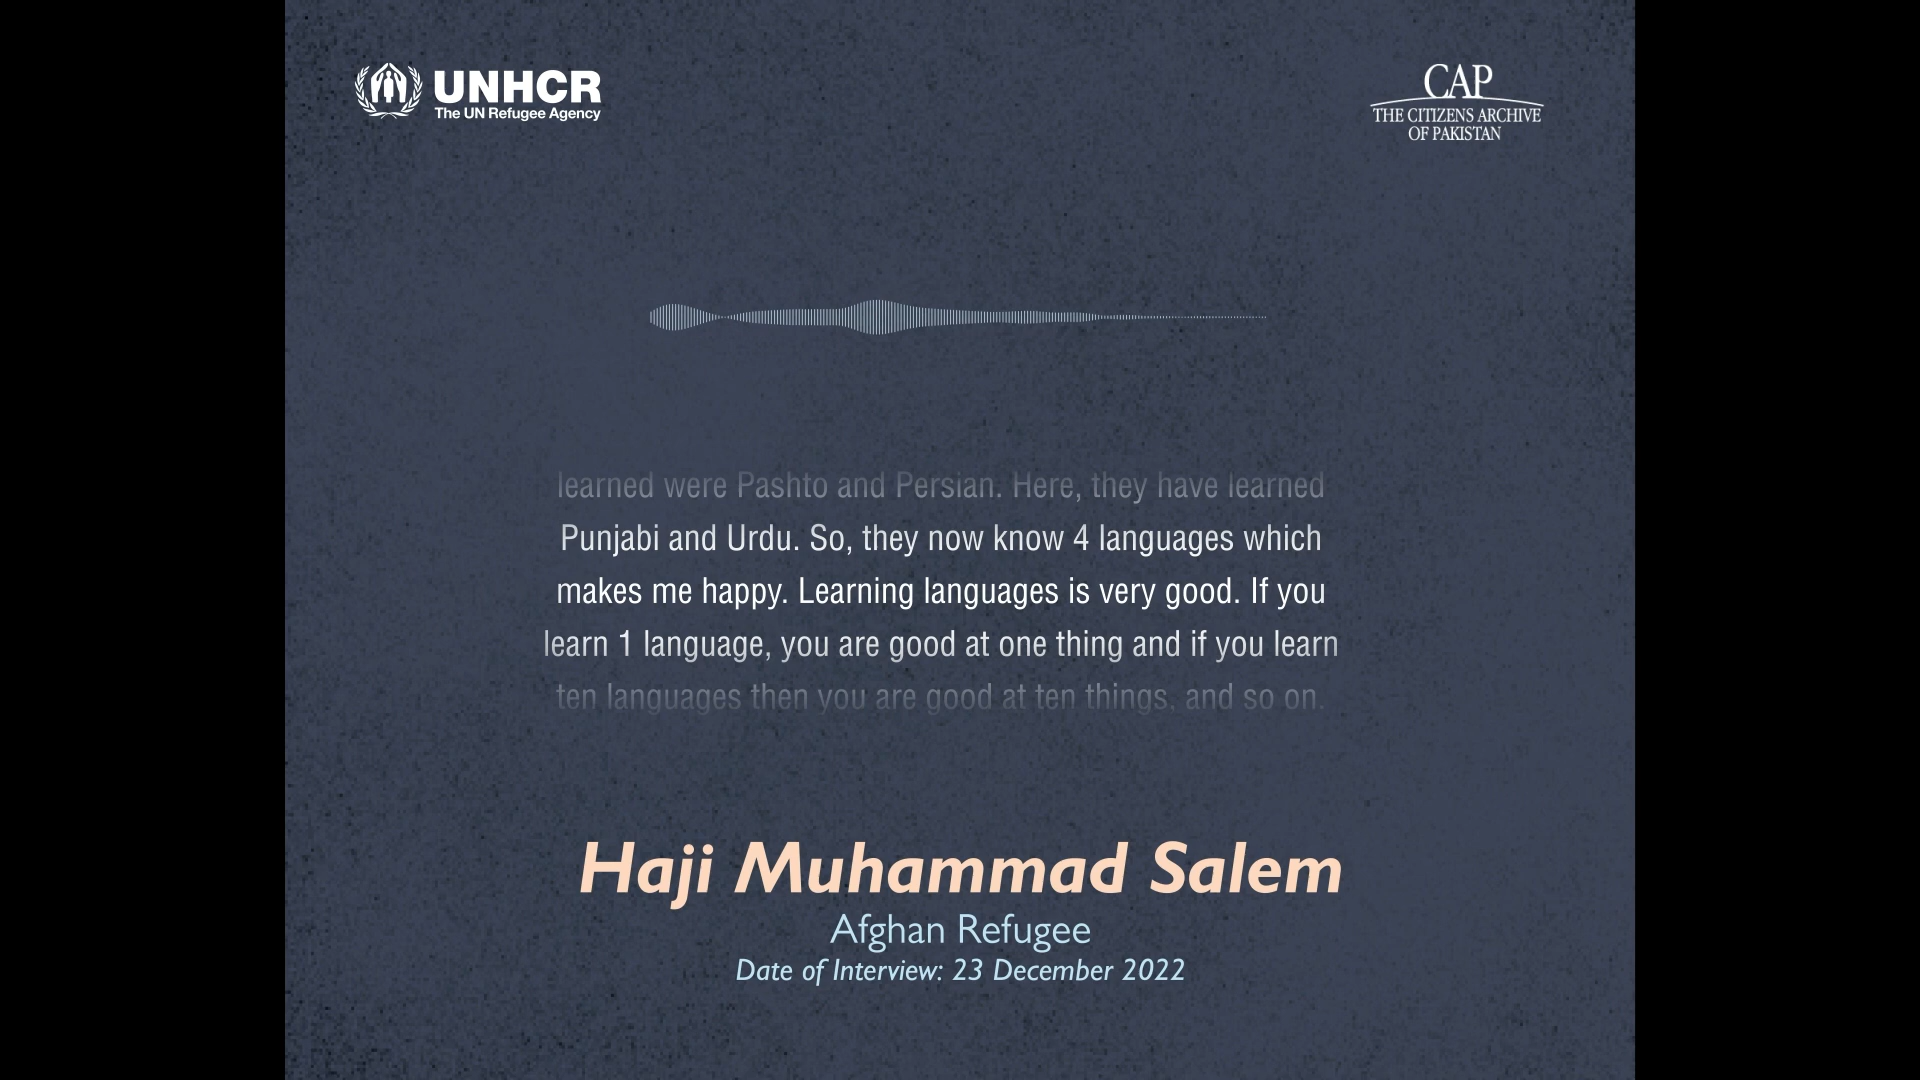 UNHCR
The UN Refugee Agency
CAP
THE CITIZENS ARCHIVE
OF PAKISTAN
learned were Pashto and Persian. Here, they have learned
Punjabi and Urdu. So, they now know 4 languages which
makes me happy. Learning languages is very good. If you
learn 1 language, you are good at one thing and if you learn
ten languages then you are good at ten things, and so on.
Haji Muhammad Salem
Afghan Refugee
Date of Interview: 23 December 2022